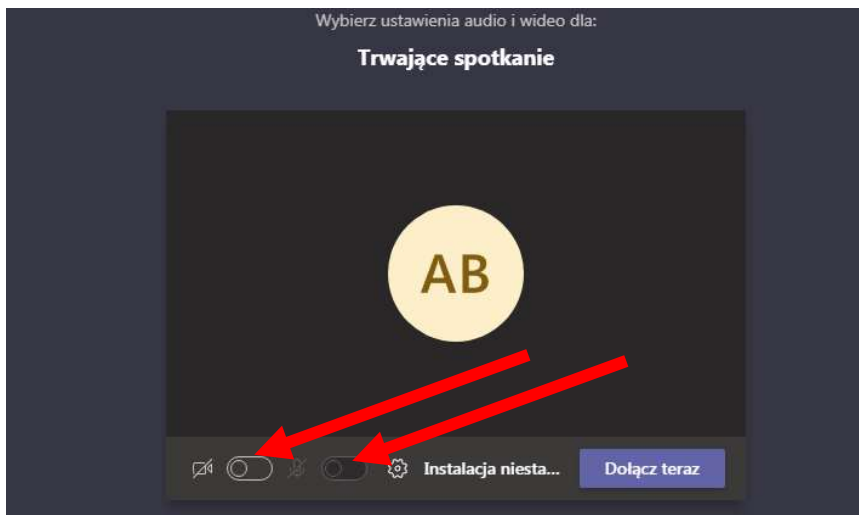 Wybierz ustawienia audio i wideo dla:
Trwające spotkanie
AB
Instalacja niesta... Dołącz teraz